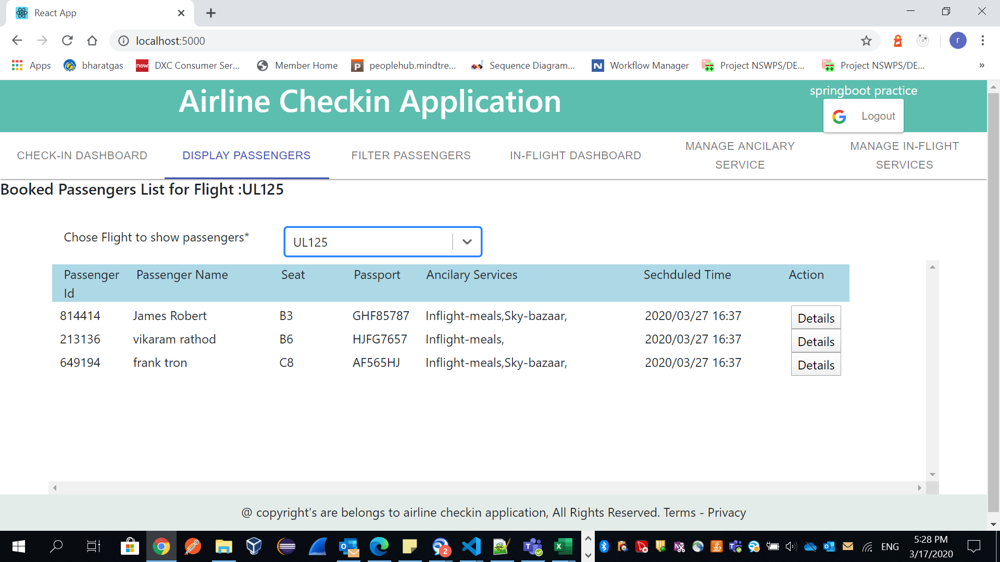 React App
localhost:5000
Apps bharatgas DXC Consumer Ser... Member Home peoplehub.mindtre... Sequence Diagram... Workflow Manager Project NSWPS/DE... Project NSWPS/DE... »
Airline Checkin Application
springboot practice
Logout
CHECK-IN DASHBOARD DISPLAY PASSENGERS FILTER PASSENGERS IN-FLIGHT DASHBOARD MANAGE ANCILARY SERVICE MANAGE IN-FLIGHT SERVICES
Booked Passengers List for Flight :UL125
Chose Flight to show passengers* UL125
Passenger Id Passenger Name Seat Passport Ancilary Services Sechduled Time Action
814414 James Robert B3 GHF85787 Inflight-meals,Sky-bazaar, 2020/03/27 16:37 Details
213136 vikaram rathod B6 HJFG7657 Inflight-meals, 2020/03/27 16:37 Details
649194 frank tron C8 AF565HJ Inflight-meals,Sky-bazaar, 2020/03/27 16:37 Details
@ copyright's are belongs to airline checkin application, All Rights Reserved. Terms - Privacy
ENG
5:28 PM
3/17/2020